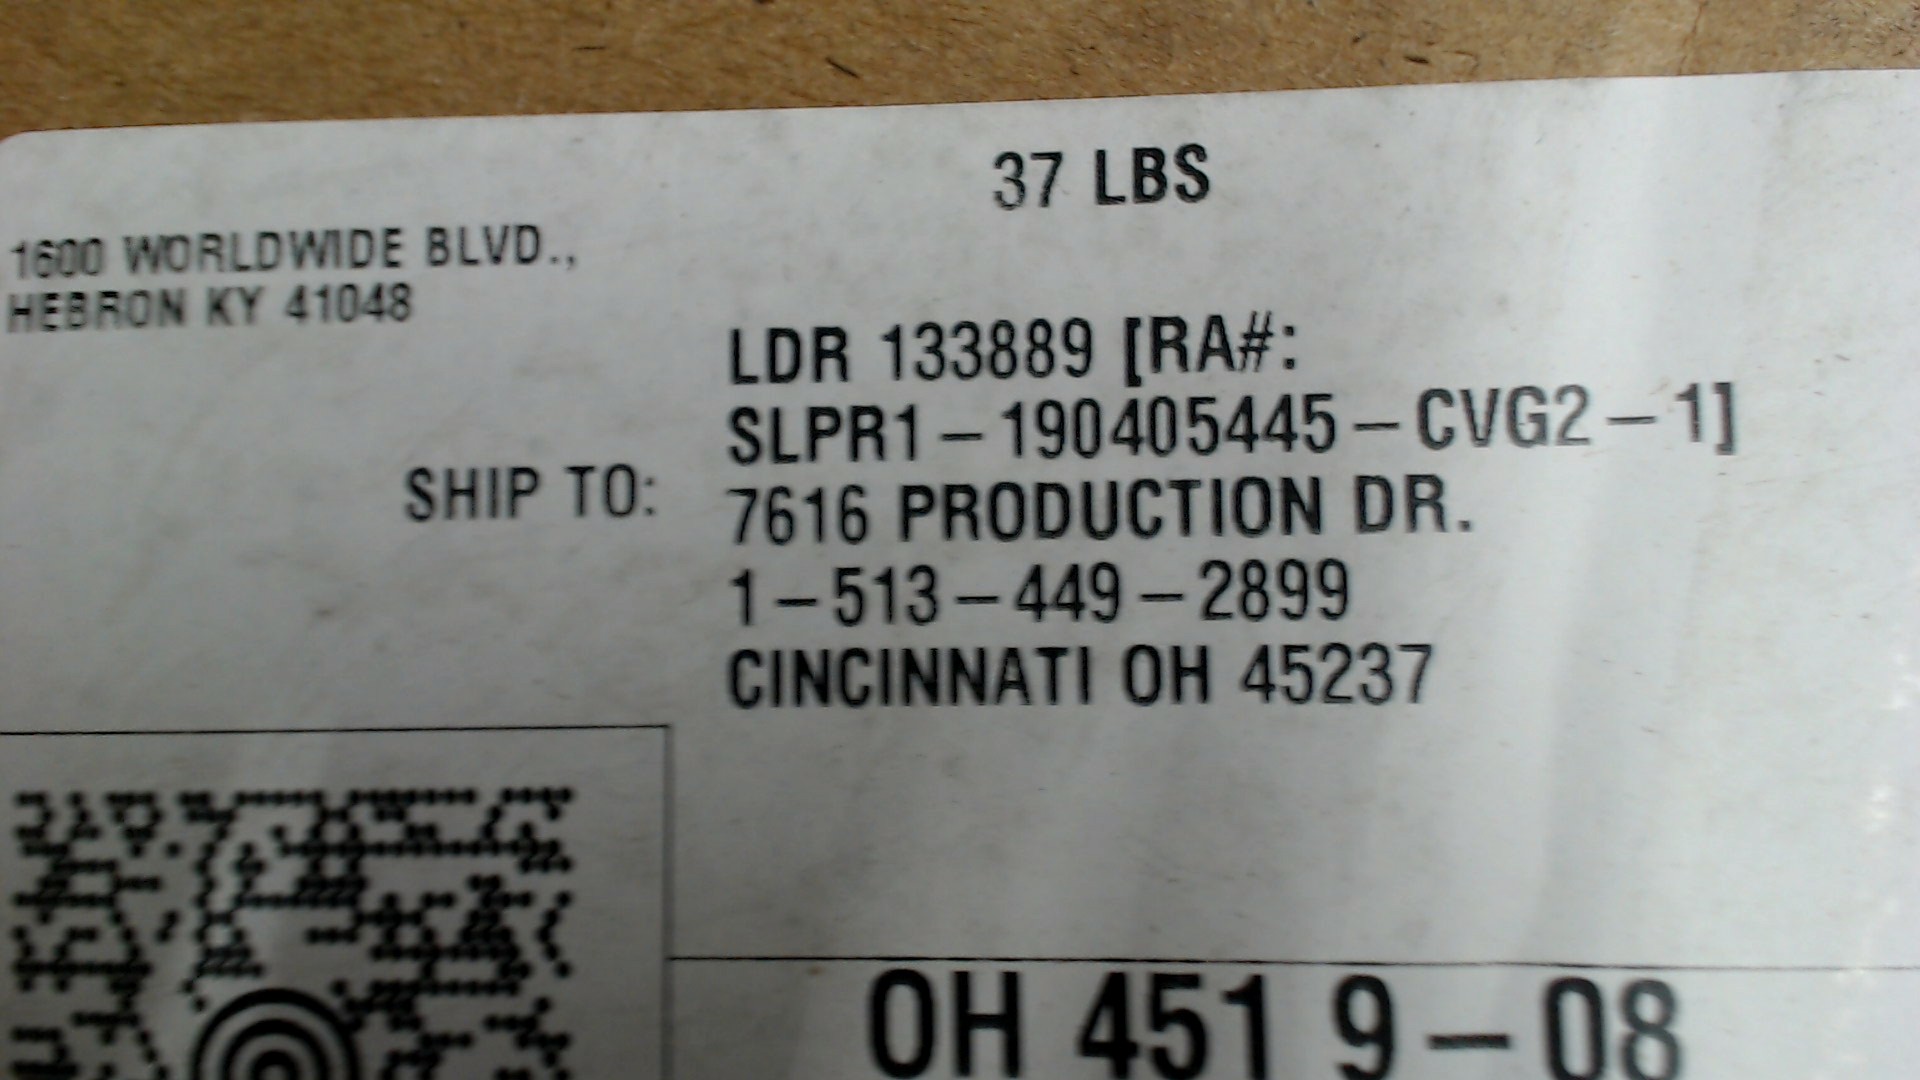 37 LBS
1600 WORLDWIDE BLVD.,
HEBRON KY 41048
LDR 133889 [RA#:
SLPR1-190405445-CVG2-1]
SHIP TO: 7616 PRODUCTION DR.
1-513-449-2899
CINCINNATI OH 45237
OH 451 9-08